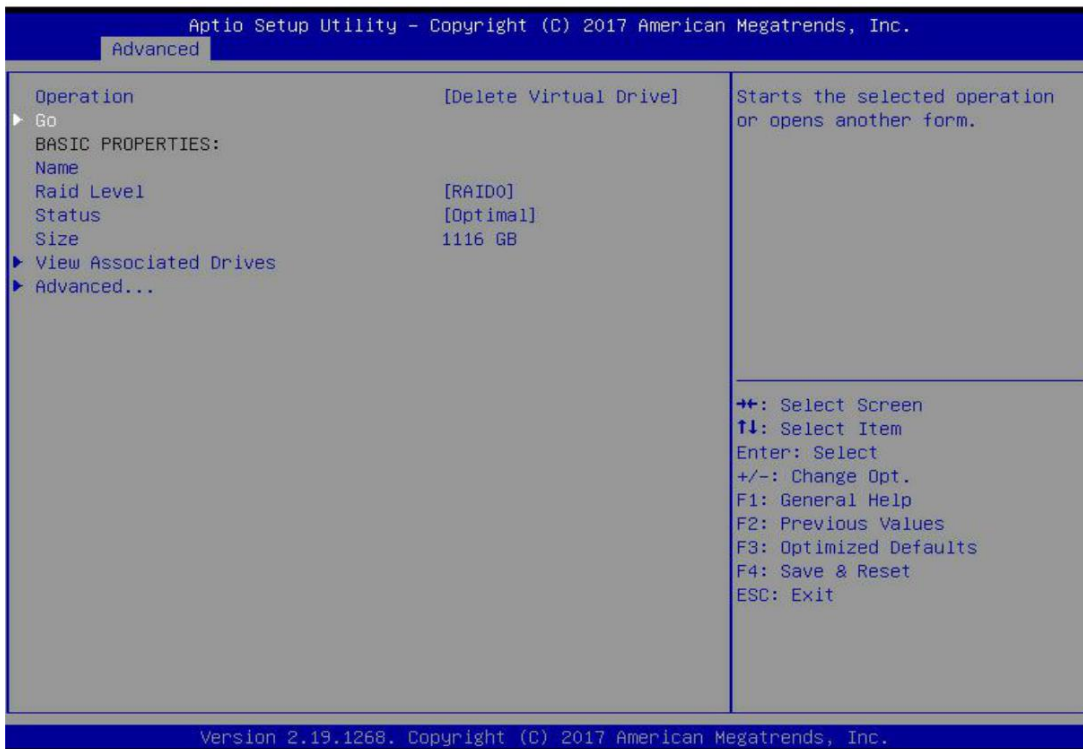 Aptio Setup Utility – Copyright (C) 2017 American Megatrends, Inc.
Advanced
Operation [Delete Virtual Drive]
▶ Go
BASIC PROPERTIES:
Name
Raid Level [RAID0]
Status [Optimal]
Size 1116 GB
▶ View Associated Drives
▶ Advanced...
Starts the selected operation
or opens another form.
→←: Select Screen
↑↓: Select Item
Enter: Select
+/-: Change Opt.
F1: General Help
F2: Previous Values
F3: Optimized Defaults
F4: Save & Reset
ESC: Exit
Version 2.19.1268. Copyright (C) 2017 American Megatrends, Inc.